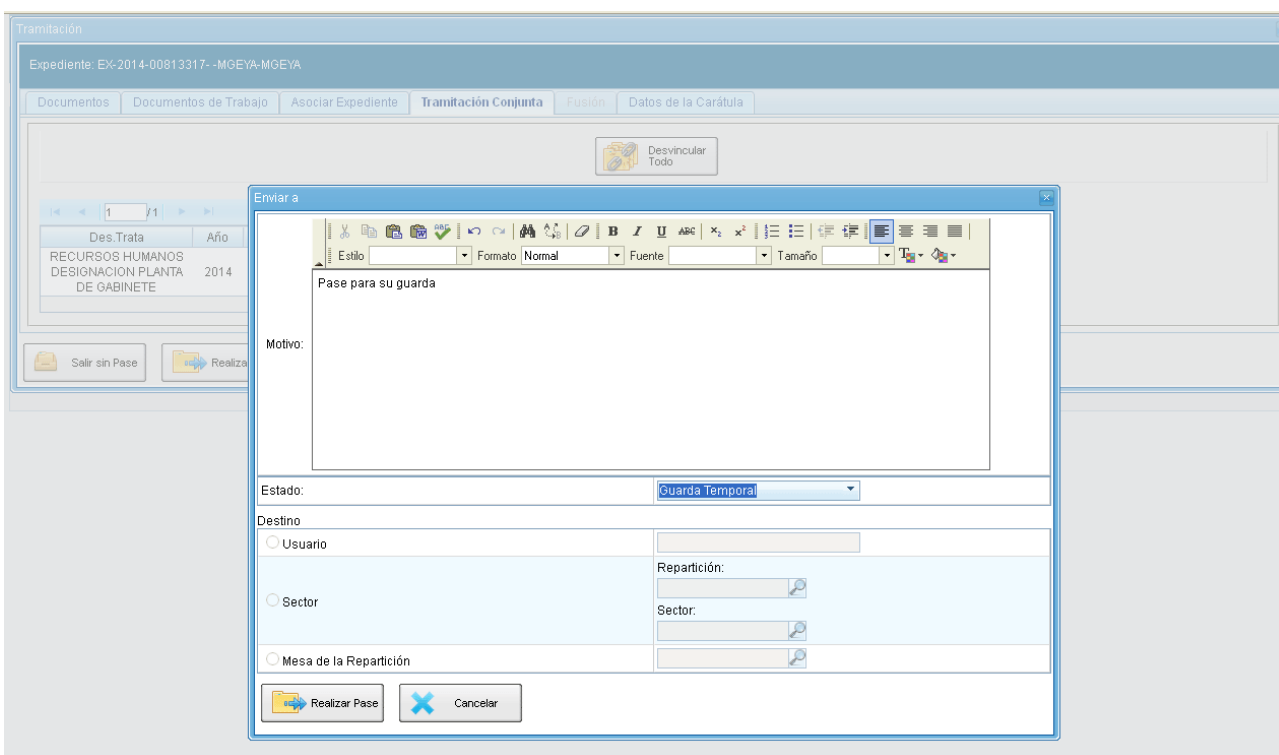 Tramitación
Expediente: EX-2014-00813317- -MGEYA-MGEYA
Documentos Documentos de Trabajo Asociar Expediente Tramitación Conjunta Fusión Datos de la Carátula
Desvincular
Todo
1 / 1
Des.Trata Año
RECURSOS HUMANOS
DESIGNACION PLANTA 2014
DE GABINETE
Salir sin Pase Realiza
Enviar a
Estilo Formato Normal Fuente Tamaño
Motivo:
Pase para su guarda
Estado: Guarda Temporal
Destino
Usuario
Repartición:
Sector
Sector:
Mesa de la Repartición
Realizar Pase Cancelar